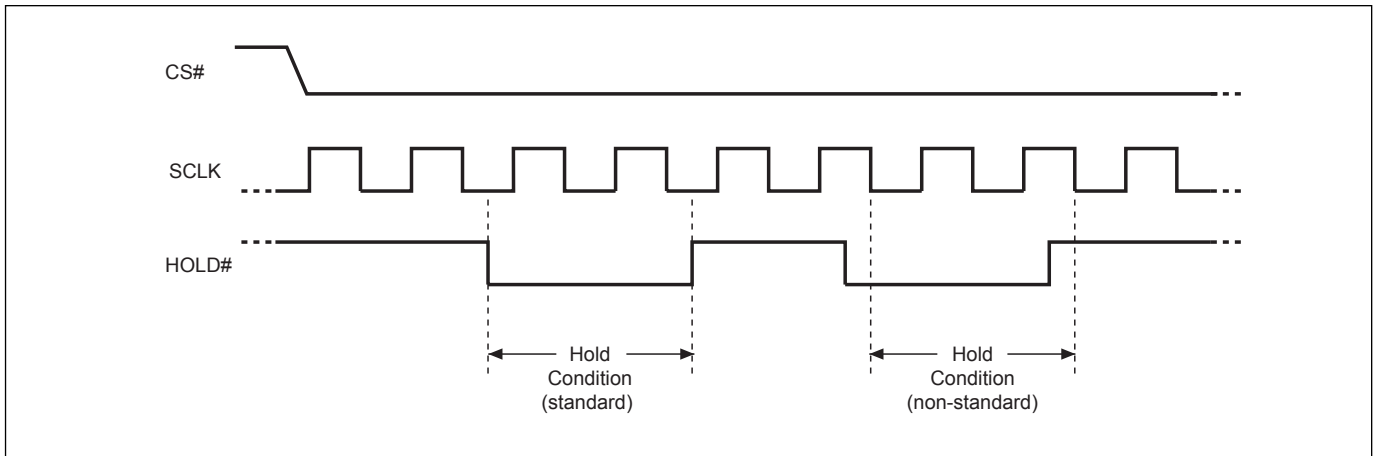 CS#
SCLK
HOLD#
Hold
Condition
(standard)
Hold
Condition
(non-standard)